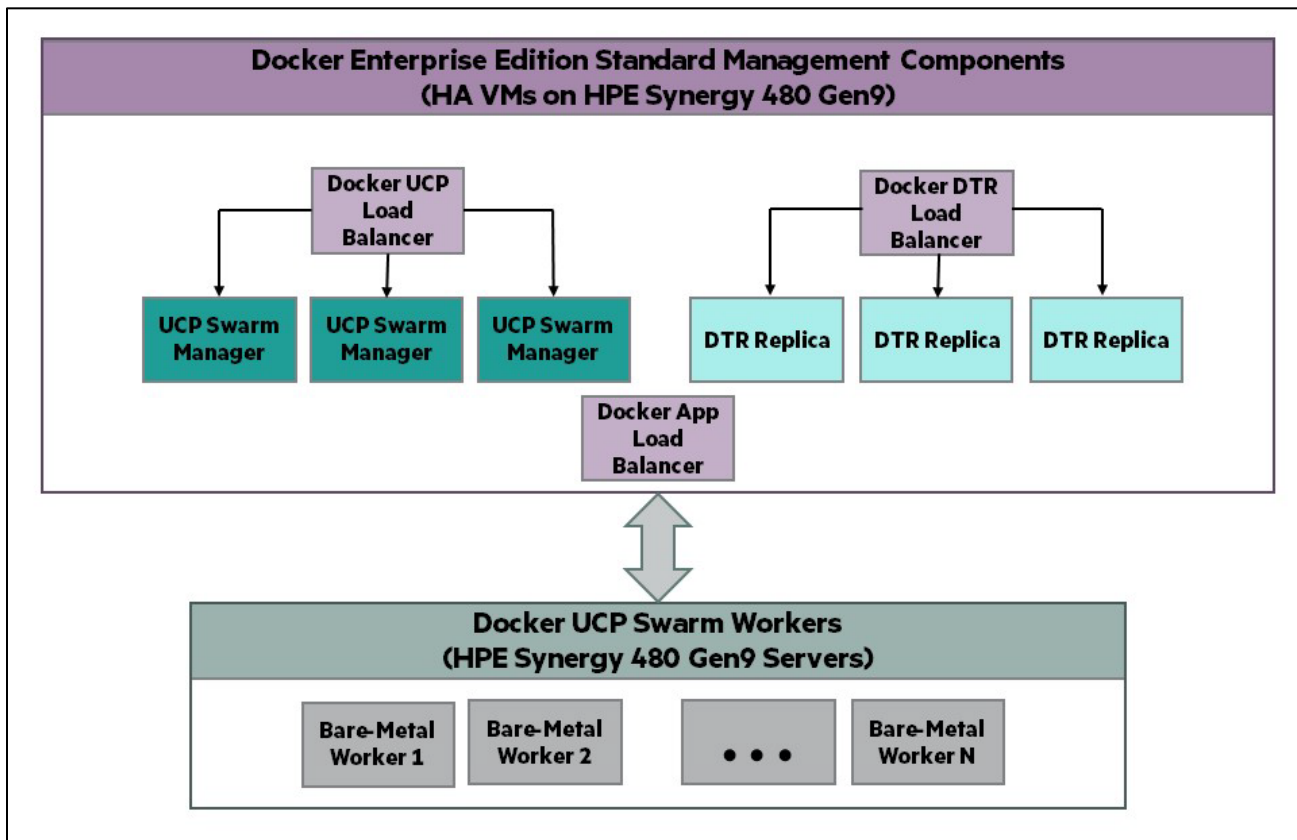 Docker Enterprise Edition Standard Management Components
(HA VMs on HPE Synergy 480 Gen9)
Docker UCP
Load
Balancer
Docker DTR
Load
Balancer
UCP Swarm
Manager
UCP Swarm
Manager
UCP Swarm
Manager
DTR Replica
DTR Replica
DTR Replica
Docker App
Load
Balancer
Docker UCP Swarm Workers
(HPE Synergy 480 Gen9 Servers)
Bare-Metal
Worker 1
Bare-Metal
Worker 2
• • •
Bare-Metal
Worker N